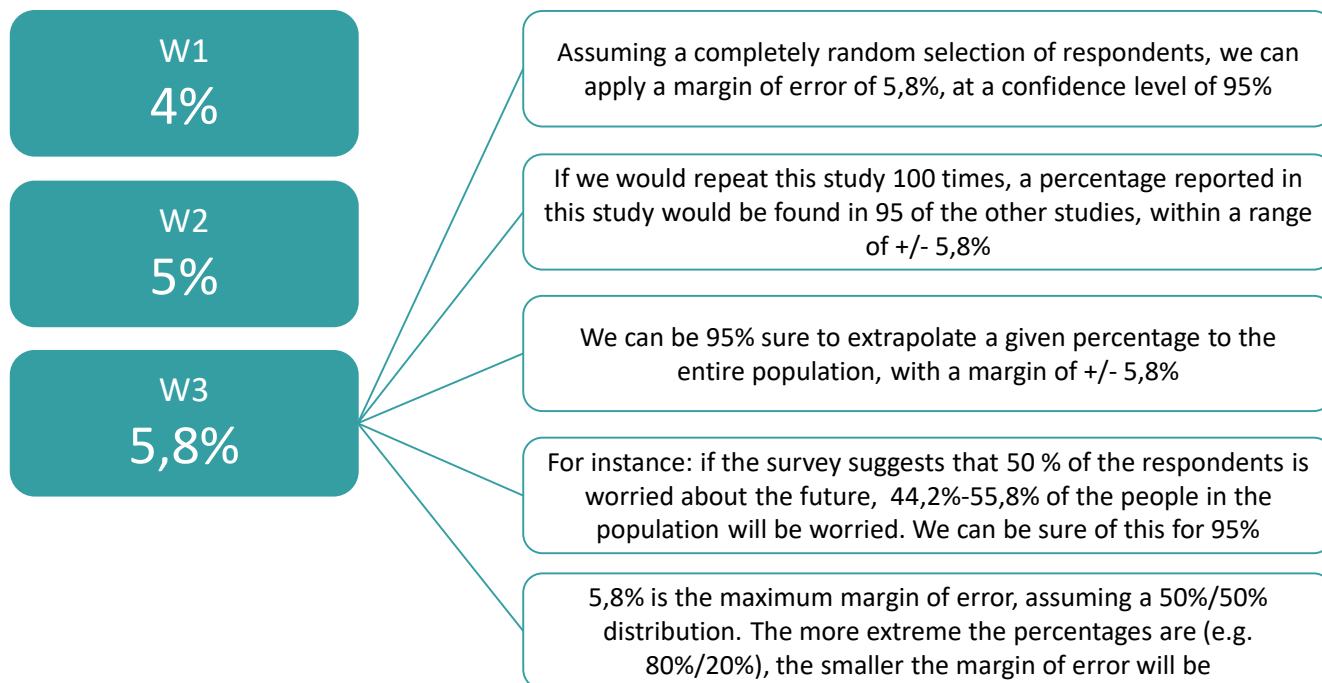 W1
4%
W2
5%
W3
5,8%
Assuming a completely random selection of respondents, we can
apply a margin of error of 5,8%, at a confidence level of 95%
If we would repeat this study 100 times, a percentage reported in
this study would be found in 95 of the other studies, within a range
of +/- 5,8%
We can be 95% sure to extrapolate a given percentage to the
entire population, with a margin of +/- 5,8%
For instance: if the survey suggests that 50 % of the respondents is
worried about the future, 44,2%-55,8% of the people in the
population will be worried. We can be sure of this for 95%
5,8% is the maximum margin of error, assuming a 50%/50%
distribution. The more extreme the percentages are (e.g.
80%/20%), the smaller the margin of error will be